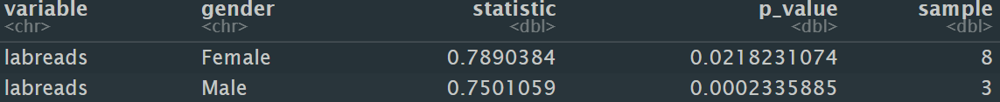 variable gender statistic p_value sample
<chr> <chr> <dbl> <dbl> <dbl>
labreads Female 0.7890384 0.0218231074 8
labreads Male 0.7501059 0.0002335885 3